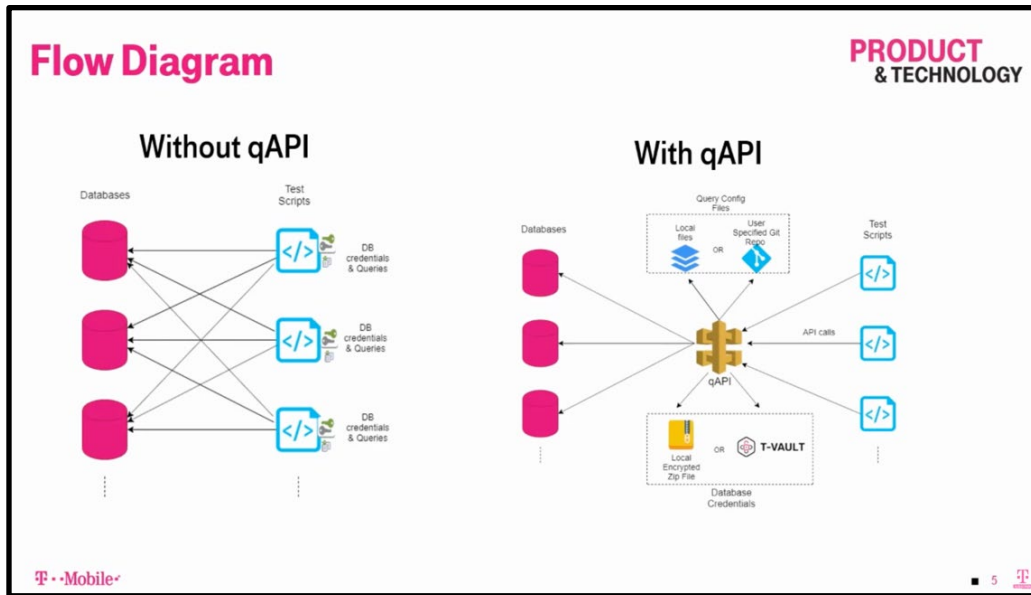 Flow Diagram
PRODUCT
& TECHNOLOGY
Without qAPI
Databases
Test
Scripts
</>
DB
credentials
& Queries
</>
DB
credentials
& Queries
</>
DB
credentials
& Queries
With qAPI
Query Config
Files
Databases
Local
files
OR
User
Specified Git
Repo
Test
Scripts
</>
API calls
</>
qAPI
</>
Local
Encrypted
Zip File
OR
T-VAULT
Database
Credentials
T Mobile
5
T